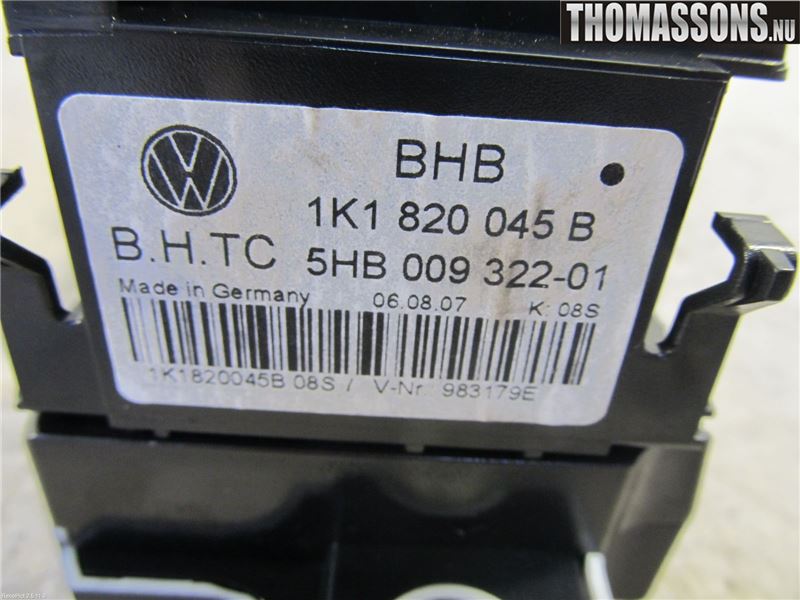 THOMASSONS.NU
BHB
1K1 820 045 B
B.H.TC 5HB 009 322-01
Made in Germany 06.08.07 K: 08S
1K1820045B 08S / V-Nr.: 983179E